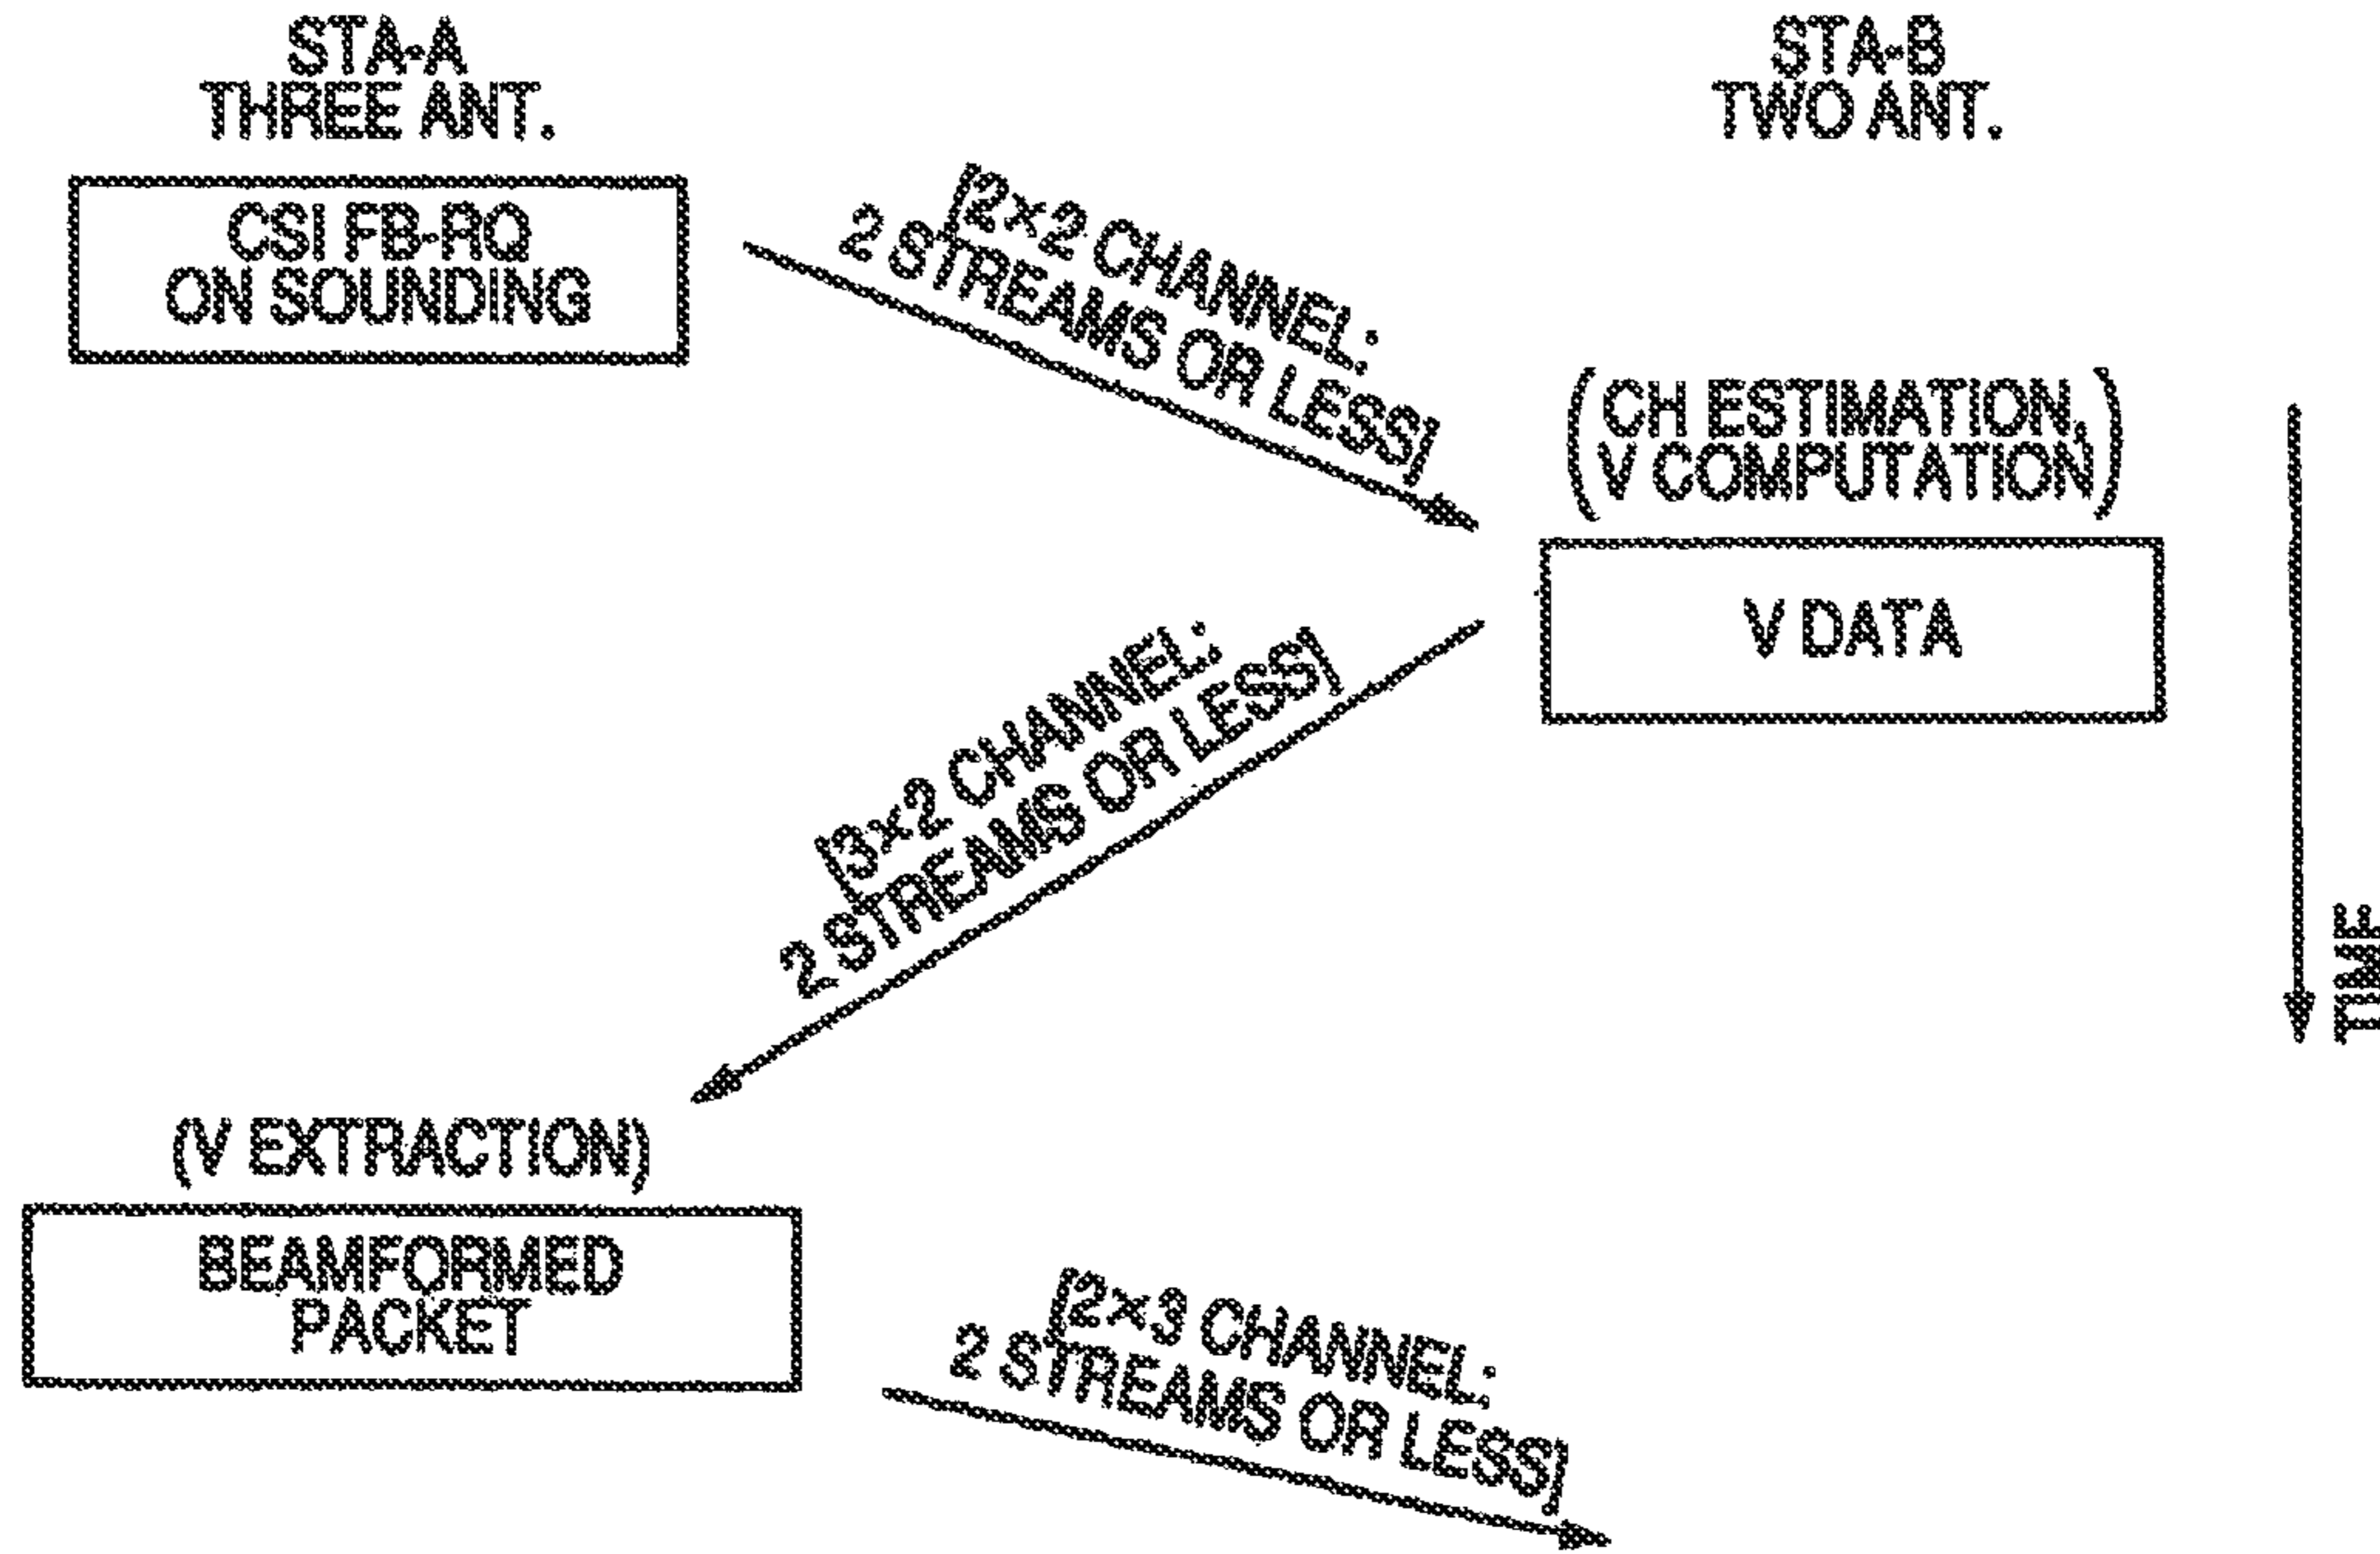 STA-A
THREE ANT.
STA-B
TWO ANT.
CSI FB-RQ
ON SOUNDING
[2×2 CHANNEL:
2 STREAMS OR LESS]
(CH ESTIMATION,
V COMPUTATION)
V DATA
[3×2 CHANNEL:
2 STREAMS OR LESS]
TIME
(V EXTRACTION)
BEAMFORMED
PACKET
[2×3 CHANNEL:
2 STREAMS OR LESS]